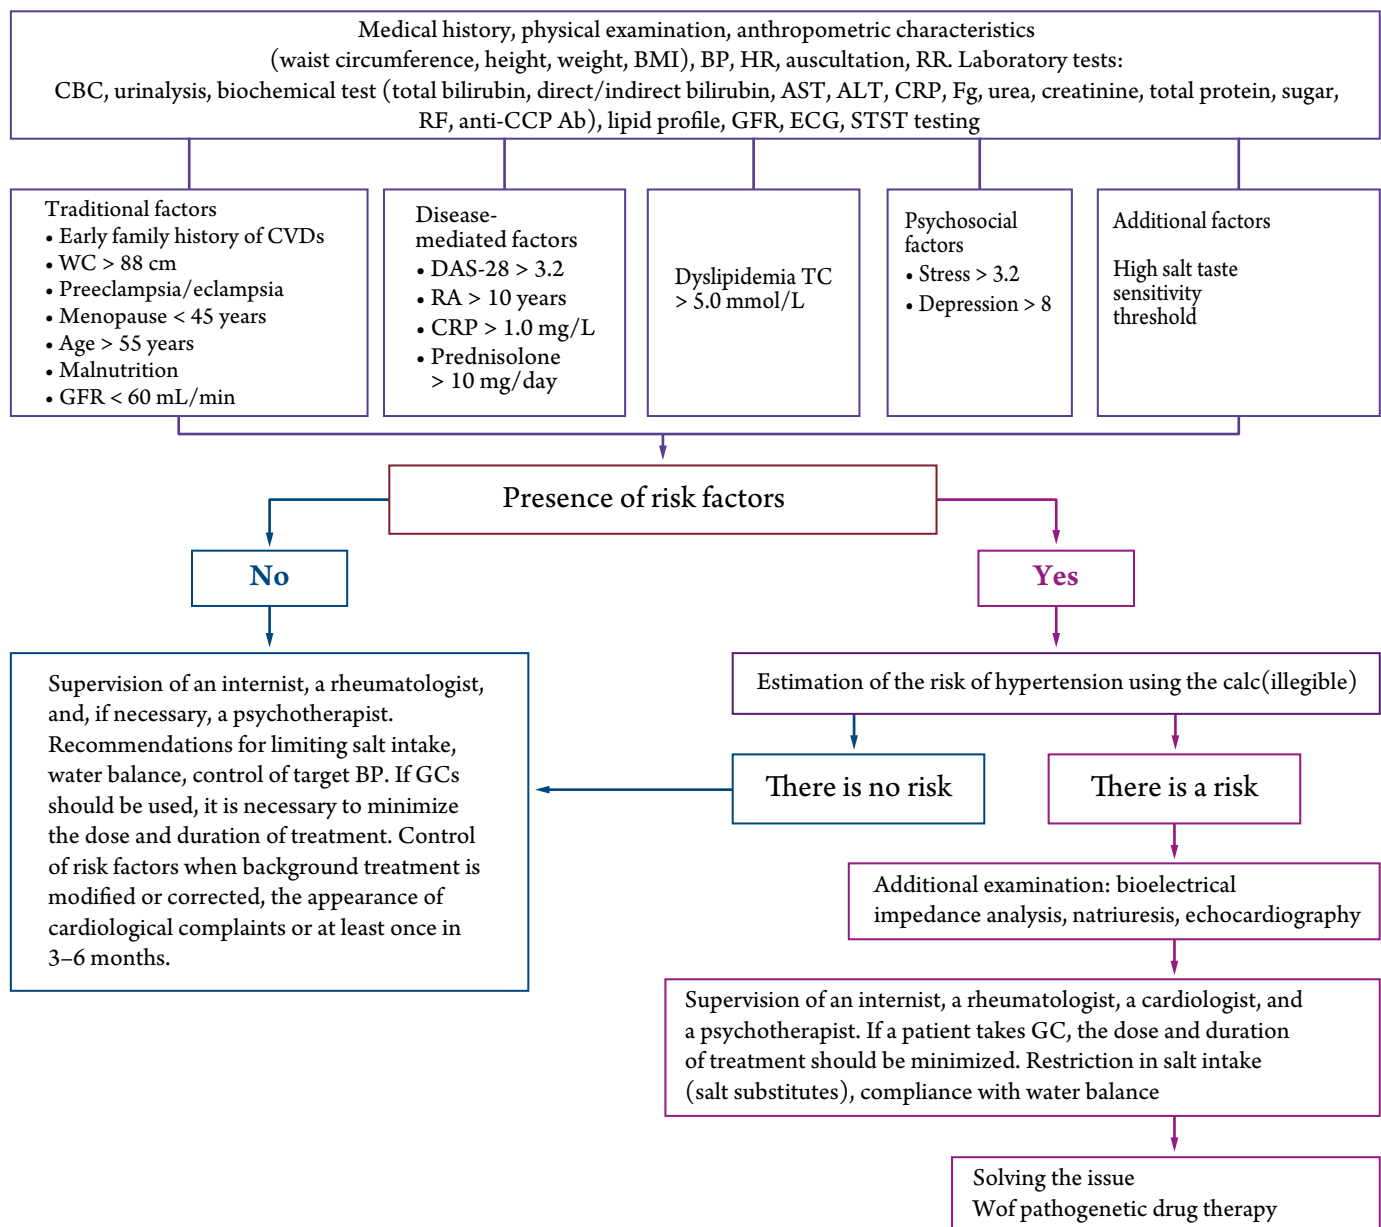 Medical history, physical examination, anthropometric characteristics
(waist circumference, height, weight, BMI), BP, HR, auscultation, RR. Laboratory tests:
CBC, urinalysis, biochemical test (total bilirubin, direct/indirect bilirubin, AST, ALT, CRP, Fg, urea, creatinine, total protein, sugar,
RF, anti-CCP Ab), lipid profile, GFR, ECG, STST testing
Traditional factors
• Early family history of CVDs
• WC > 88 cm
• Preeclampsia/eclampsia
• Menopause < 45 years
• Age > 55 years
• Malnutrition
• GFR < 60 mL/min
Disease-
mediated factors
• DAS-28 > 3.2
• RA > 10 years
• CRP > 1.0 mg/L
• Prednisolone
> 10 mg/day
Dyslipidemia TC
> 5.0 mmol/L
Psychosocial
factors
• Stress > 3.2
• Depression > 8
Additional factors
High salt taste
sensitivity
threshold
Presence of risk factors
No
Yes
Supervision of an internist, a rheumatologist,
and, if necessary, a psychotherapist.
Recommendations for limiting salt intake,
water balance, control of target BP. If GCs
should be used, it is necessary to minimize
the dose and duration of treatment. Control
of risk factors when background treatment is
modified or corrected, the appearance of
cardiological complaints or at least once in
3–6 months.
Estimation of the risk of hypertension using the calc(illegible)
There is no risk
There is a risk
Additional examination: bioelectrical
impedance analysis, natriuresis, echocardiography
Supervision of an internist, a rheumatologist, a cardiologist, and
a psychotherapist. If a patient takes GC, the dose and duration
of treatment should be minimized. Restriction in salt intake
(salt substitutes), compliance with water balance
Solving the issue
Wof pathogenetic drug therapy